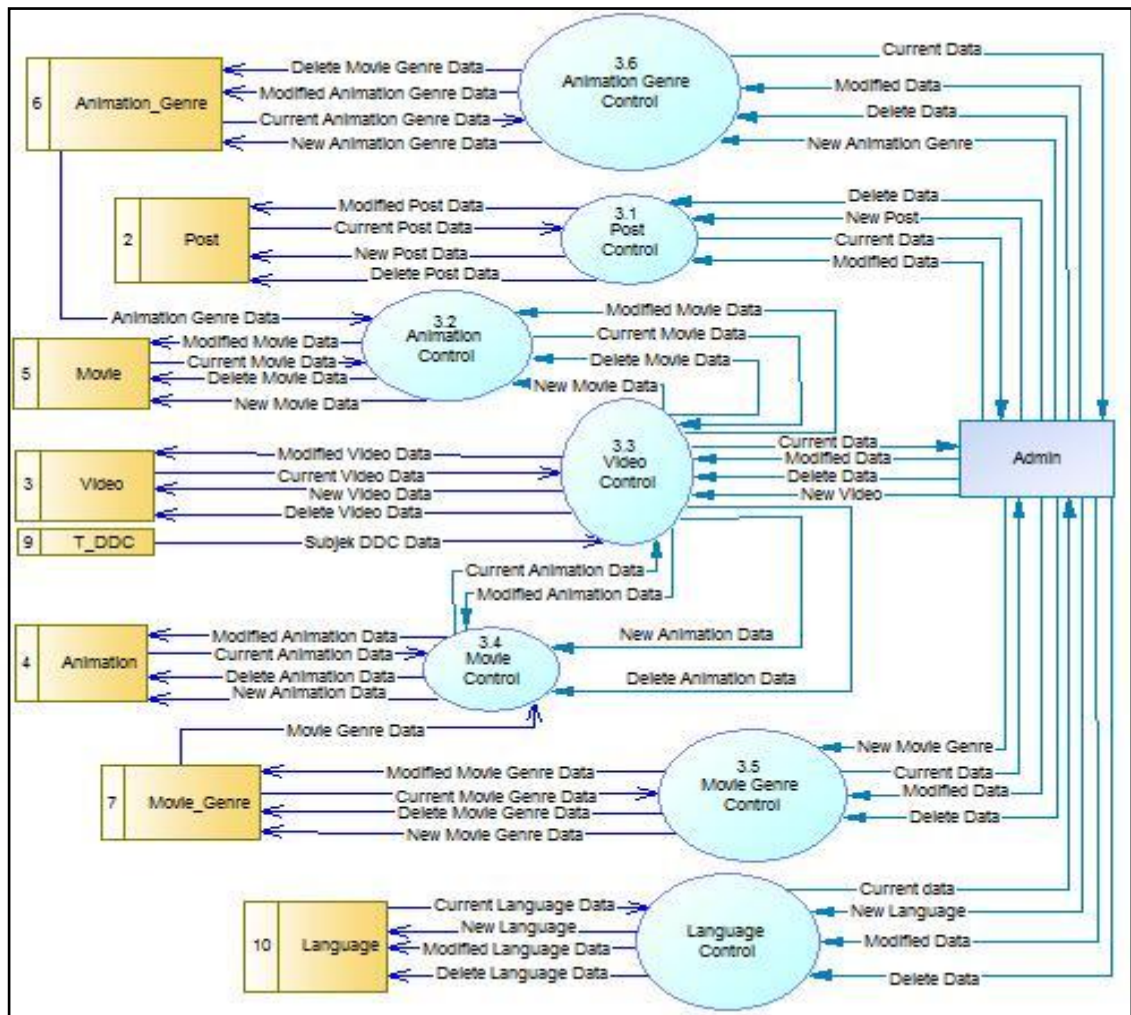 3.6
Animation Genre
Control
Current Data
Modified Data
Delete Data
New Animation Genre
6
Animation_Genre
Delete Movie Genre Data
Modified Animation Genre Data
Current Animation Genre Data
New Animation Genre Data
2
Post
Modified Post Data
Current Post Data
New Post Data
Delete Post Data
3.1
Post
Control
Delete Data
New Post
Current Data
Modified Data
Animation Genre Data
5
Movie
Modified Movie Data
Current Movie Data
Delete Movie Data
New Movie Data
3.2
Animation
Control
Modified Movie Data
Current Movie Data
Delete Movie Data
New Movie Data
3
Video
Modified Video Data
Current Video Data
New Video Data
Delete Video Data
9
T_DDC
Subjek DDC Data
3.3
Video
Control
Current Data
Modified Data
Delete Data
New Video
Admin
Current Animation Data
Modified Animation Data
New Animation Data
Delete Animation Data
4
Animation
Modified Animation Data
Current Animation Data
Delete Animation Data
New Animation Data
3.4
Movie
Control
Movie Genre Data
7
Movie_Genre
Modified Movie Genre Data
Current Movie Genre Data
Delete Movie Genre Data
New Movie Genre Data
3.5
Movie Genre
Control
New Movie Genre
Current Data
Modified Data
Delete Data
10
Language
Current Language Data
New Language
Modified Language Data
Delete Language Data
Language
Control
Current data
New Language
Modified Data
Delete Data